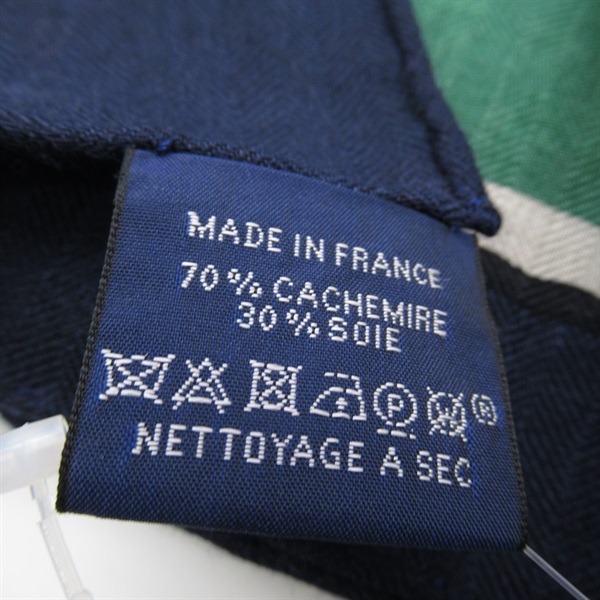 MADE IN FRANCE
70 % CACHEMIRE
30 % SOIE
P ®
NETTOYAGE A SEC